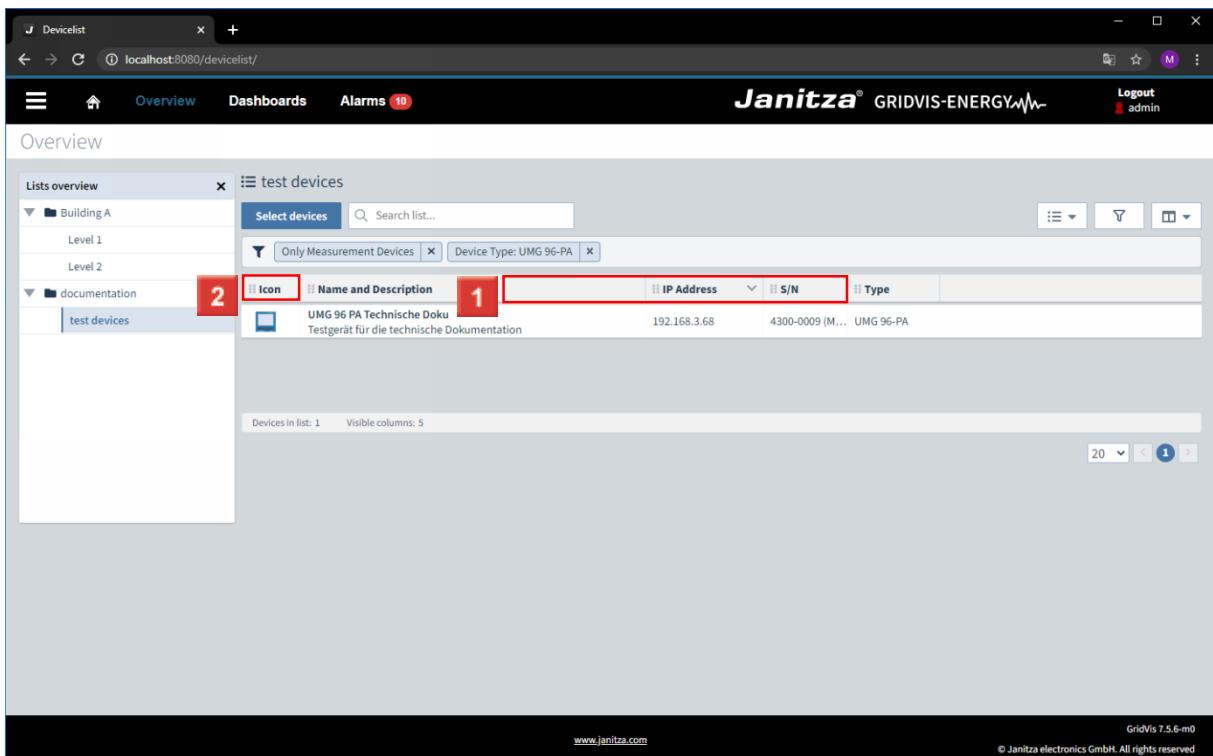 Devicelist
localhost:8080/devicelist/
M
Overview Dashboards Alarms 10
Janitza® GRIDVIS-ENERGY
Logout
admin
Overview
Lists overview
Building A
Level 1
Level 2
documentation
test devices
test devices
Select devices Search list...
Only Measurement Devices Device Type: UMG 96-PA
2 Icon Name and Description 1 IP Address S/N Type
UMG 96 PA Technische Doku
Testgerät für die technische Dokumentation
192.168.3.68 4300-0009 (M... UMG 96-PA
Devices in list: 1 Visible columns: 5
20 1
www.janitza.com
GridVis 7.5.6-m0
© Janitza electronics GmbH. All rights reserved